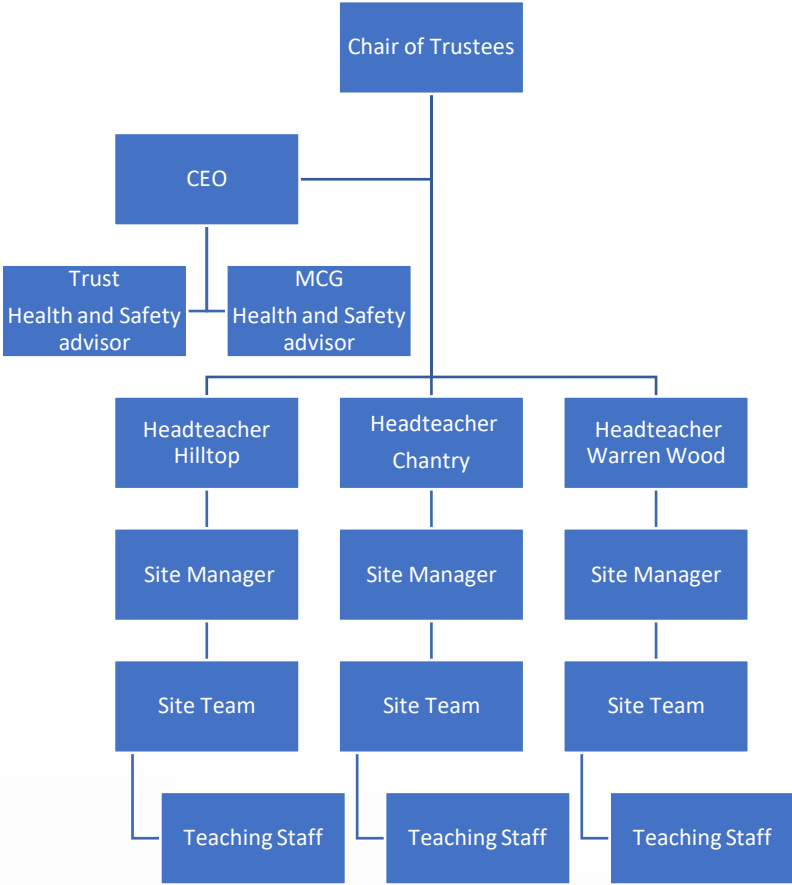 Chair of Trustees
CEO
Trust
Health and Safety
advisor
MCG
Health and Safety
advisor
Headteacher
Hilltop
Headteacher
Chantry
Headteacher
Warren Wood
Site Manager
Site Manager
Site Manager
Site Team
Site Team
Site Team
Teaching Staff
Teaching Staff
Teaching Staff